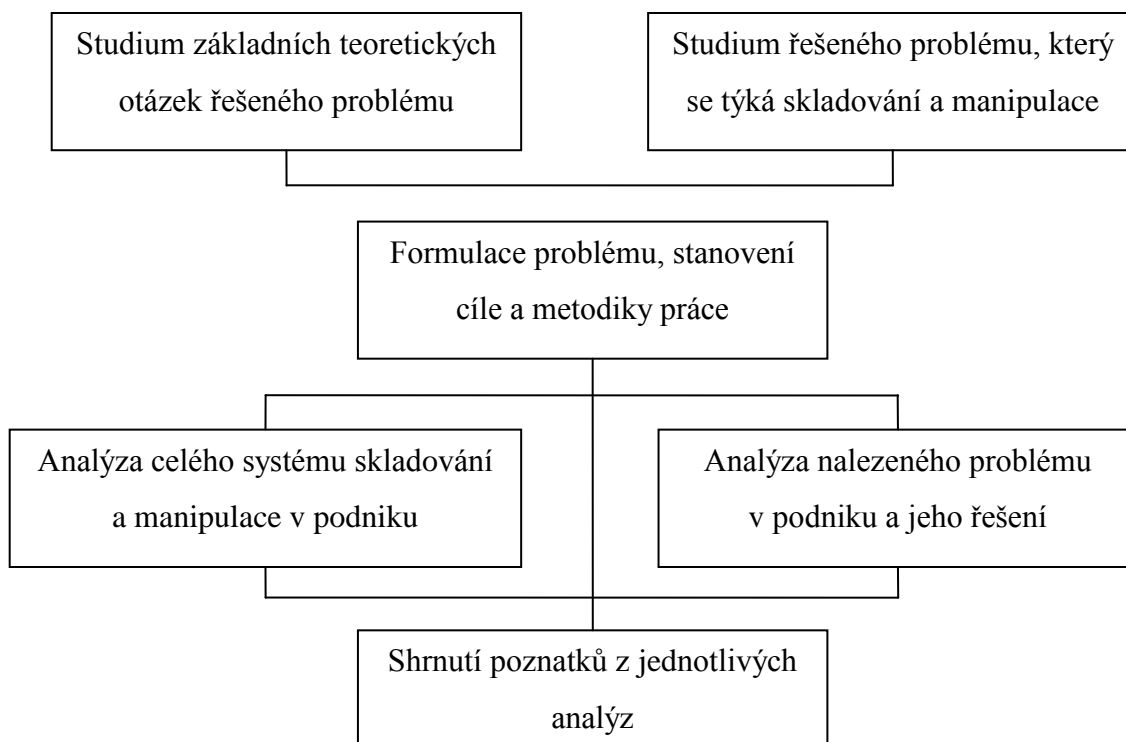 Studium základních teoretických
otázek řešeného problému
Studium řešeného problému, který
se týká skladování a manipulace
Formulace problému, stanovení
cíle a metodiky práce
Analýza celého systému skladování
a manipulace v podniku
Analýza nalezeného problému
v podniku a jeho řešení
Shrnutí poznatků z jednotlivých
analýz